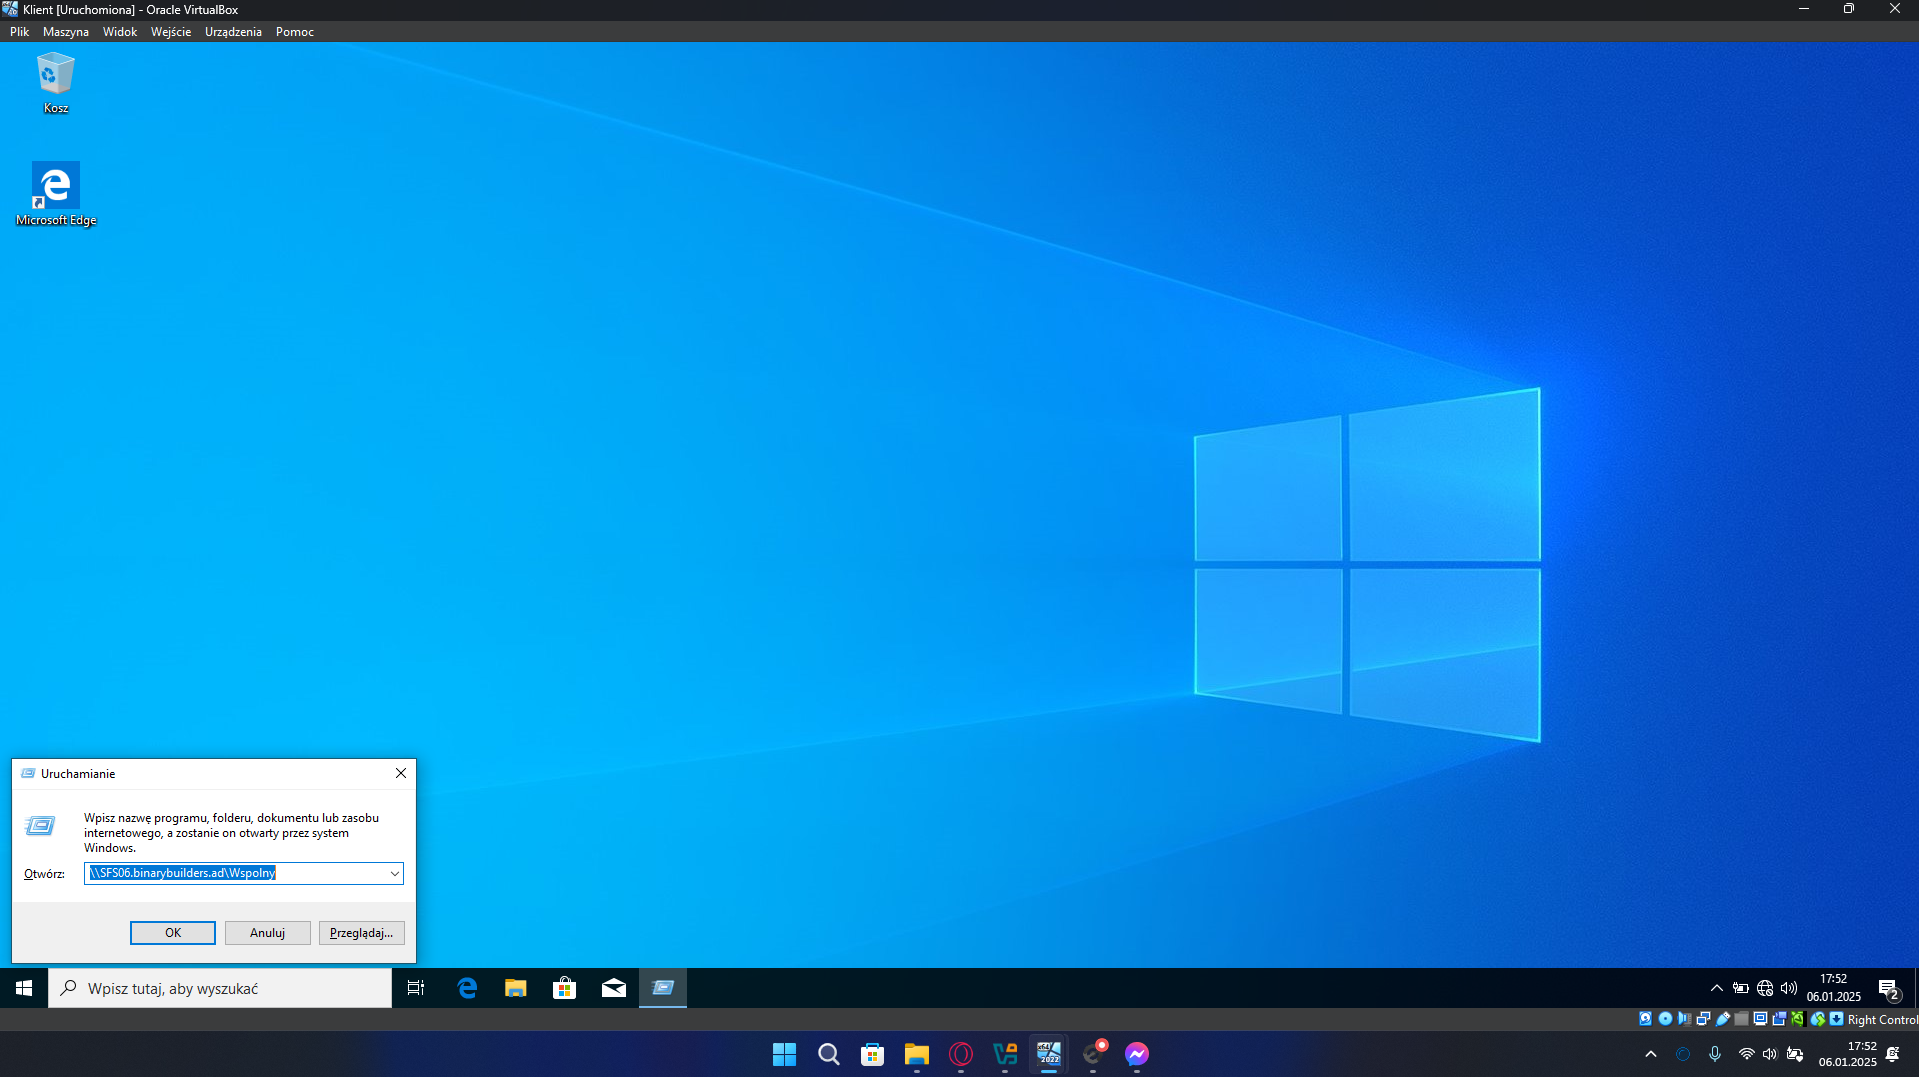 Klient [Uruchomiona] - Oracle VirtualBox
Plik Maszyna Widok Wejście Urządzenia Pomoc
Kosz
Microsoft Edge
Uruchamianie
Wpisz nazwę programu, folderu, dokumentu lub zasobu
internetowego, a zostanie on otwarty przez system
Windows.
Otwórz: \\SFS06.binarybuilders.ad\Wspolny
OK Anuluj Przeglądaj...
Wpisz tutaj, aby wyszukać
17:52
06.01.2025
2
Right Control
x64
2022
17:52
06.01.2025